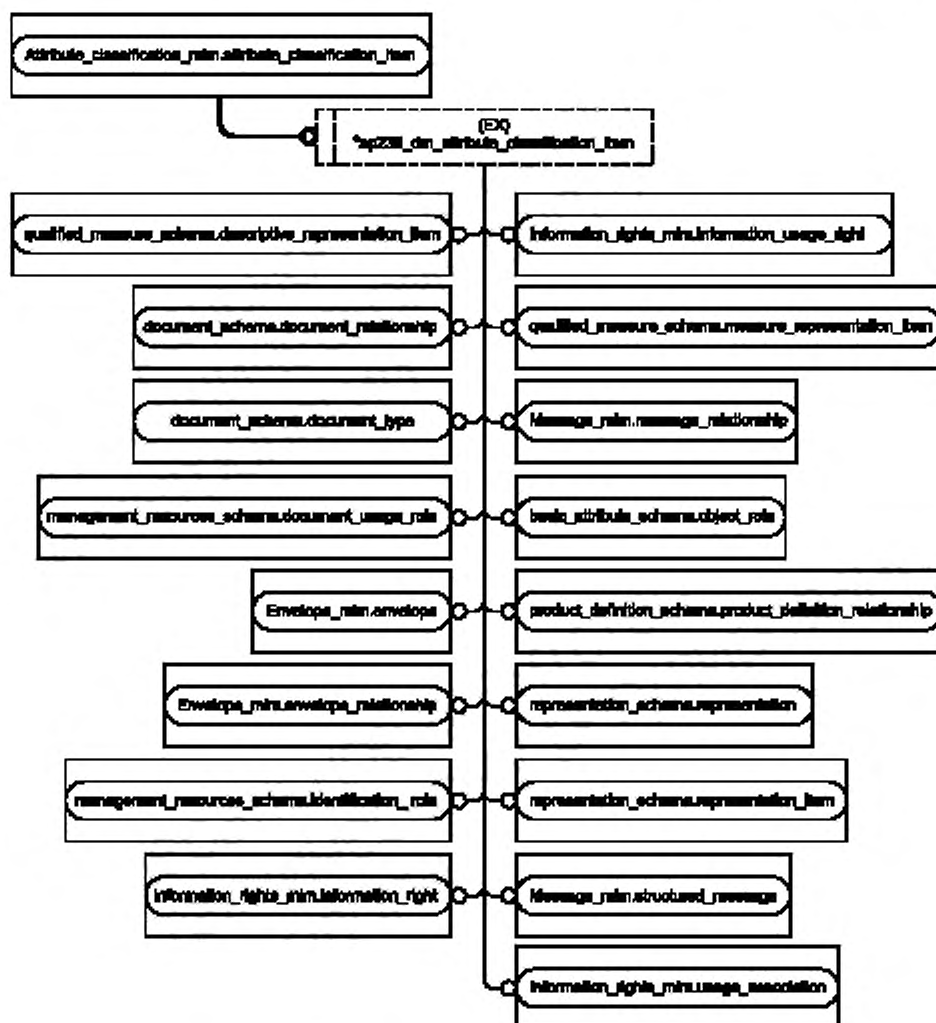 Attribute_classification_mim.attribute_classification_item
(EX)
*ap239_dm_attribute_classification_item
qualified_measure_schema.descriptive_representation_item
information_rights_mim.information_usage_right
document_schema.document_relationship
qualified_measure_schema.measure_representation_item
document_schema.document_type
Message_mim.message_relationship
management_resources_schema.document_usage_role
basic_attribute_schema.object_role
Envelope_mim.envelope
product_definition_schema.product_definition_relationship
Envelope_mim.envelope_relationship
representation_schema.representation
management_resources_schema.identification_role
representation_schema.representation_item
information_rights_mim.information_right
Message_mim.structured_message
information_rights_mim.usage_association